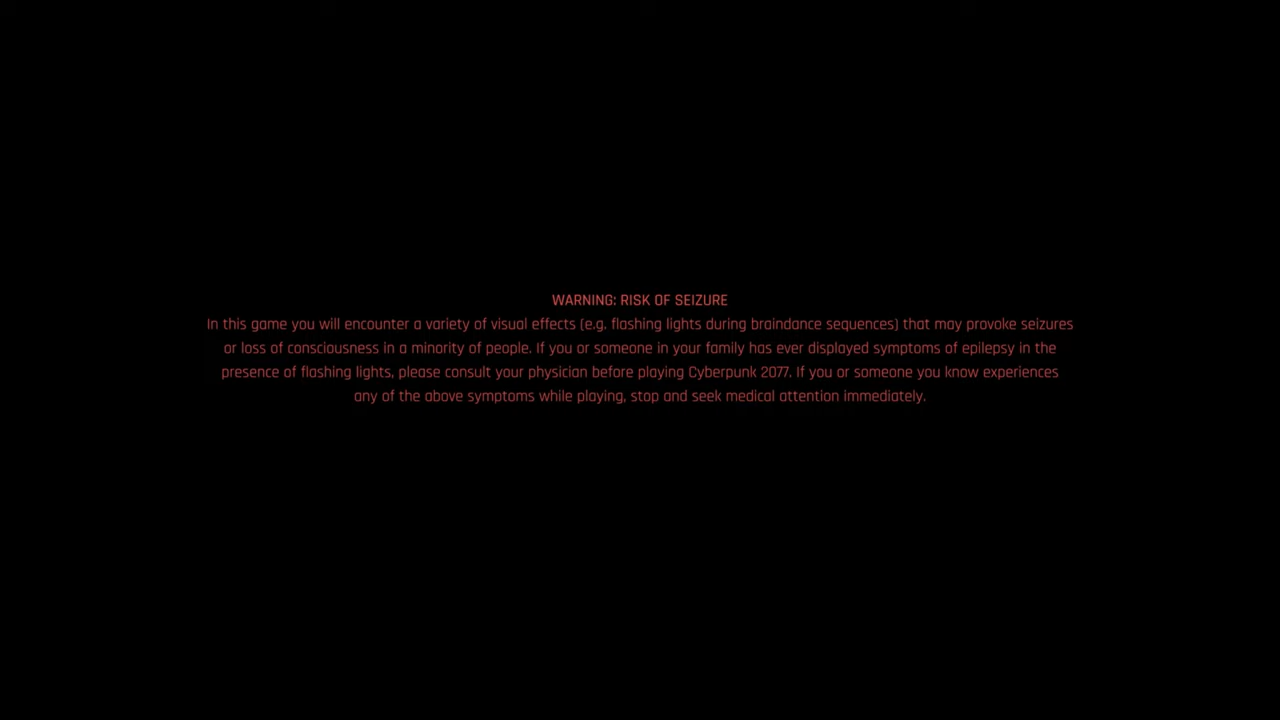 WARNING: RISK OF SEIZURE
In this game you will encounter a variety of visual effects (e.g. flashing lights during braindance sequences) that may provoke seizures
or loss of consciousness in a minority of people. If you or someone in your family has ever displayed symptoms of epilepsy in the
presence of flashing lights, please consult your physician before playing Cyberpunk 2077. If you or someone you know experiences
any of the above symptoms while playing, stop and seek medical attention immediately.